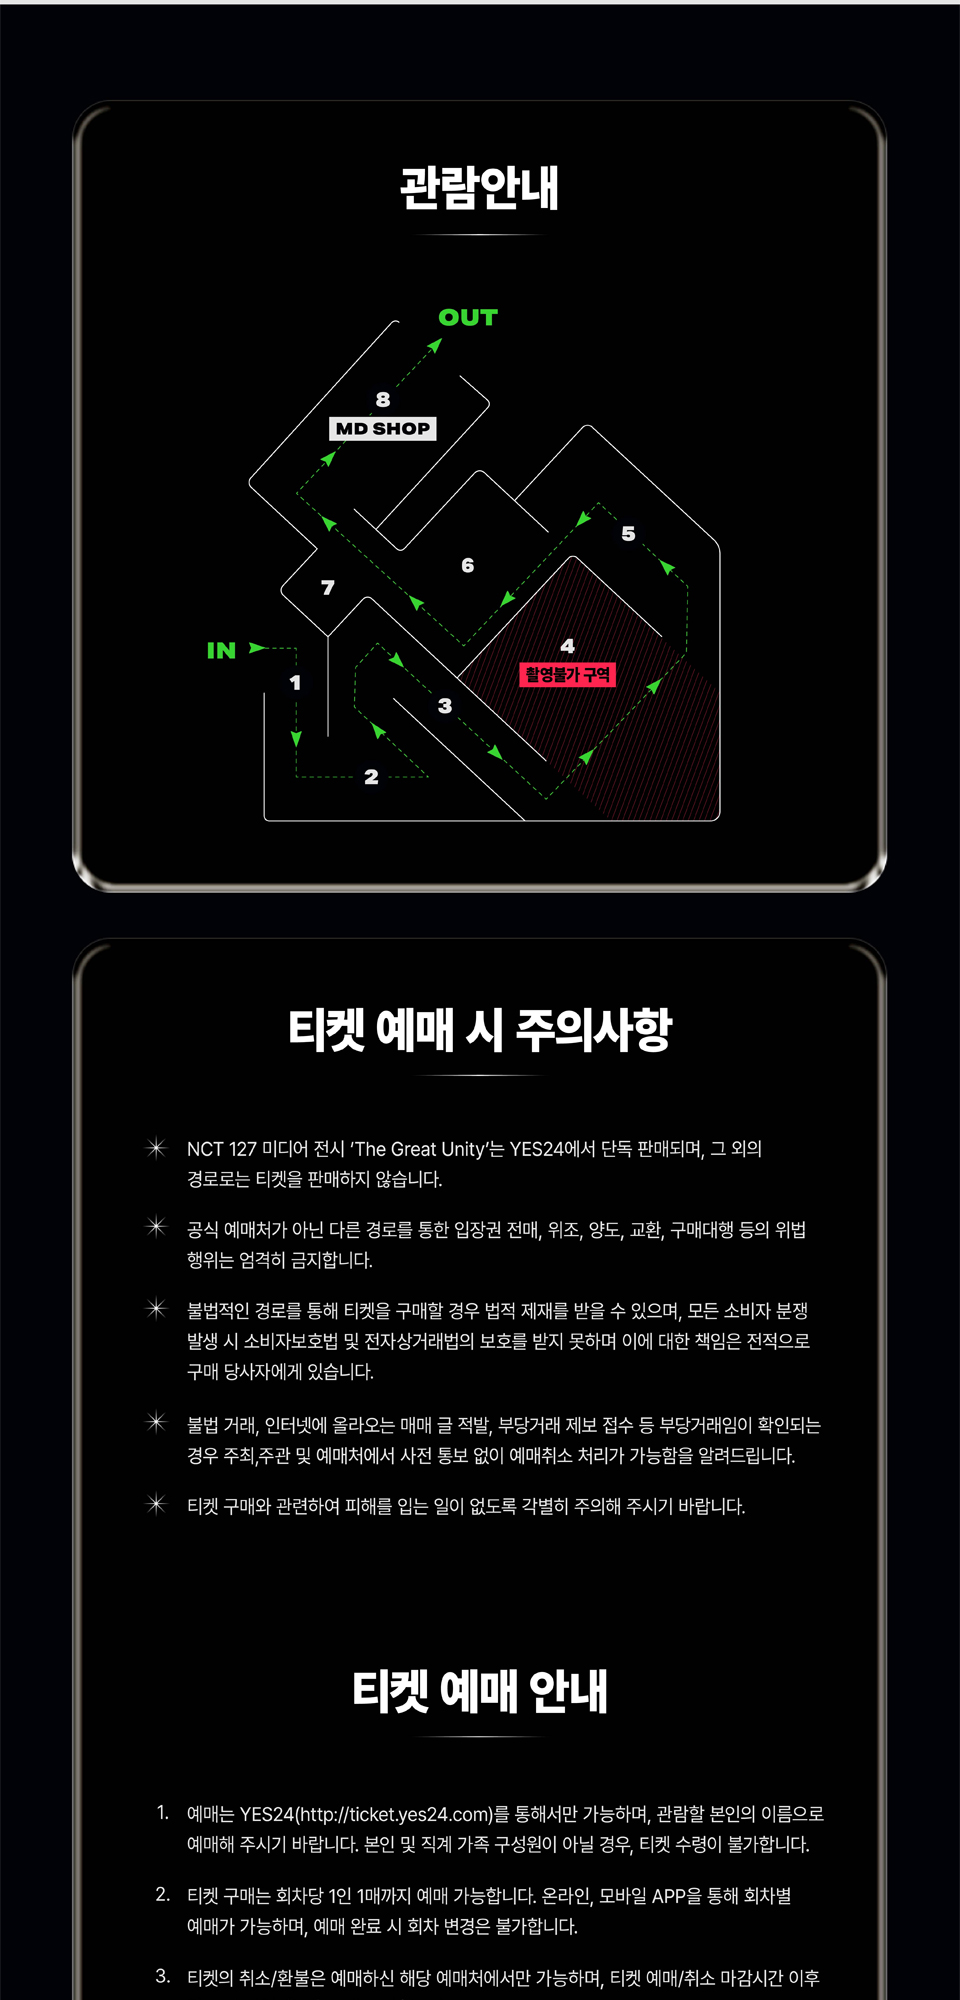 관람안내
OUT
8
MD SHOP
5
6
7
IN
4
촬영불가 구역
1
3
2
티켓 예매 시 주의사항
NCT 127 미디어 전시 ‘The Great Unity’는 YES24에서 단독 판매되며, 그 외의
경로로는 티켓을 판매하지 않습니다.
공식 예매처가 아닌 다른 경로를 통한 입장권 전매, 위조, 양도, 교환, 구매대행 등의 위법
행위는 엄격히 금지합니다.
불법적인 경로를 통해 티켓을 구매할 경우 법적 제재를 받을 수 있으며, 모든 소비자 분쟁
발생 시 소비자보호법 및 전자상거래법의 보호를 받지 못하며 이에 대한 책임은 전적으로
구매 당사자에게 있습니다.
불법 거래, 인터넷에 올라오는 매매 글 적발, 부당거래 제보 접수 등 부당거래임이 확인되는
경우 주최,주관 및 예매처에서 사전 통보 없이 예매취소 처리가 가능함을 알려드립니다.
티켓 구매와 관련하여 피해를 입는 일이 없도록 각별히 주의해 주시기 바랍니다.
티켓 예매 안내
1. 예매는 YES24(http://ticket.yes24.com)를 통해서만 가능하며, 관람할 본인의 이름으로
예매해 주시기 바랍니다. 본인 및 직계 가족 구성원이 아닐 경우, 티켓 수령이 불가합니다.
2. 티켓 구매는 회차당 1인 1매까지 예매 가능합니다. 온라인, 모바일 APP을 통해 회차별
예매가 가능하며, 예매 완료 시 회차 변경은 불가합니다.
3. 티켓의 취소/환불은 예매하신 해당 예매처에서만 가능하며, 티켓 예매/취소 마감시간 이후